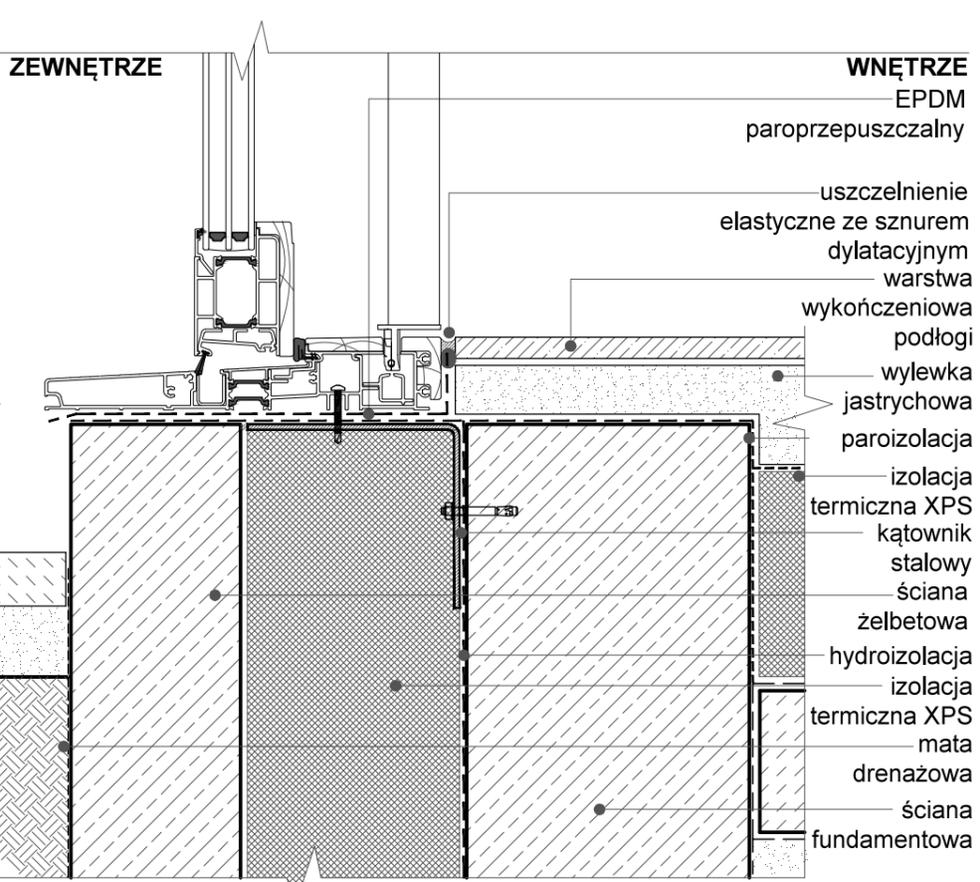 ZEWNĘTRZE
WNĘTRZE
EPDM
paroprzepuszczalny
uszczelnienie
elastyczne ze sznurem
dylatacyjnym
warstwa
wykończeniowa
podłogi
wylewka
jastrychowa
paroizolacja
izolacja
termiczna XPS
kątownik
stalowy
ściana
żelbetowa
hydroizolacja
izolacja
termiczna XPS
mata
drenażowa
ściana
fundamentowa